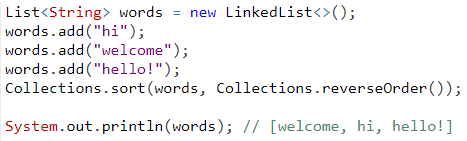 List<String> words = new LinkedList<>();
words.add("hi");
words.add("welcome");
words.add("hello!");
Collections.sort(words, Collections.reverseOrder());
System.out.println(words); // [welcome, hi, hello!]